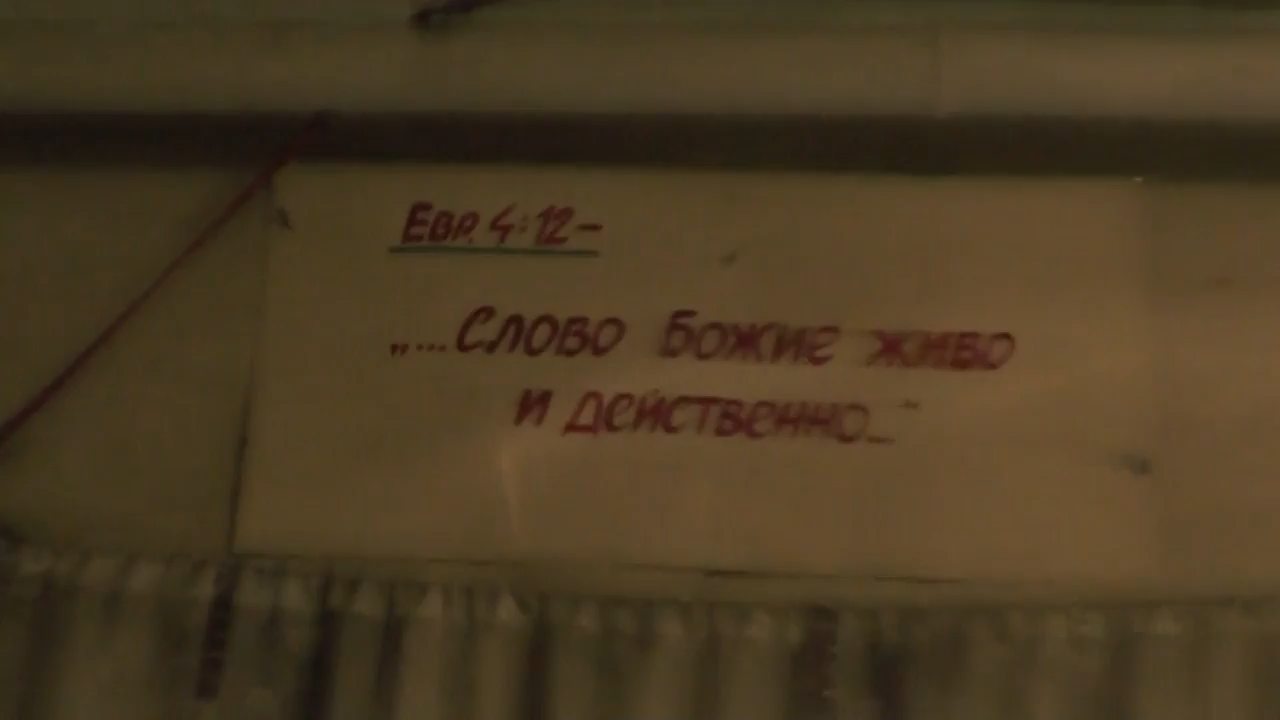 Евр. 4:12-
„...Слово Божие живо
и действенно..."